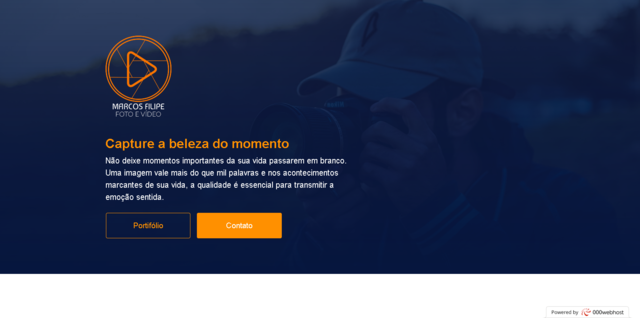 MARCOS FILIPE
FOTO E VÍDEO
Capture a beleza do momento
Não deixe momentos importantes da sua vida passarem em branco.
Uma imagem vale mais do que mil palavras e nos acontecimentos
marcantes de sua vida, a qualidade é essencial para transmitir a
emoção sentida.
Portifólio
Contato
Powered by 000webhost